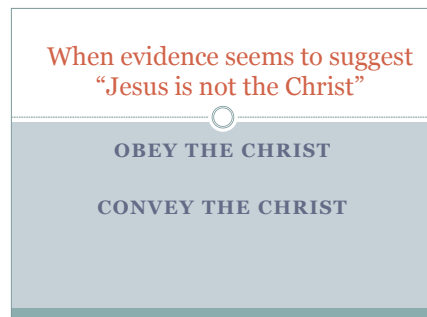 When evidence seems to suggest
“Jesus is not the Christ”
OBEY THE CHRIST
CONVEY THE CHRIST